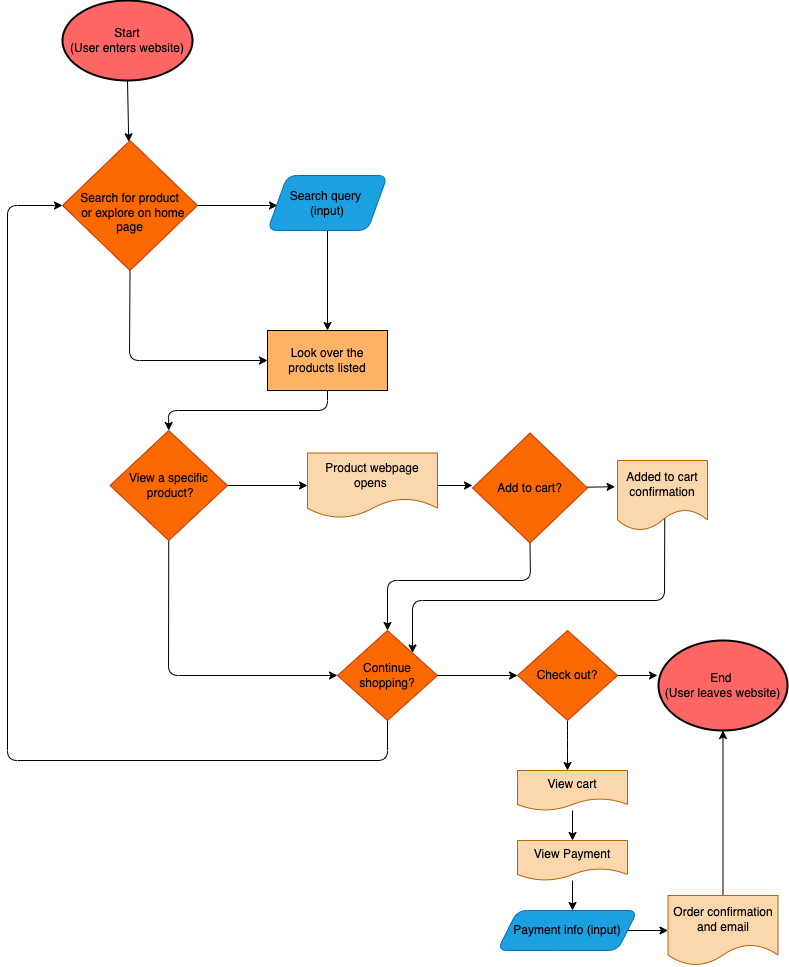 Start
(User enters website)
Search for product
or explore on home
page
Search query
(input)
Look over the
products listed
View a specific
product?
Product webpage
opens
Add to cart?
Added to cart
confirmation
Continue
shopping?
Check out?
End
(User leaves website)
View cart
View Payment
Payment info (input)
Order confirmation
and email